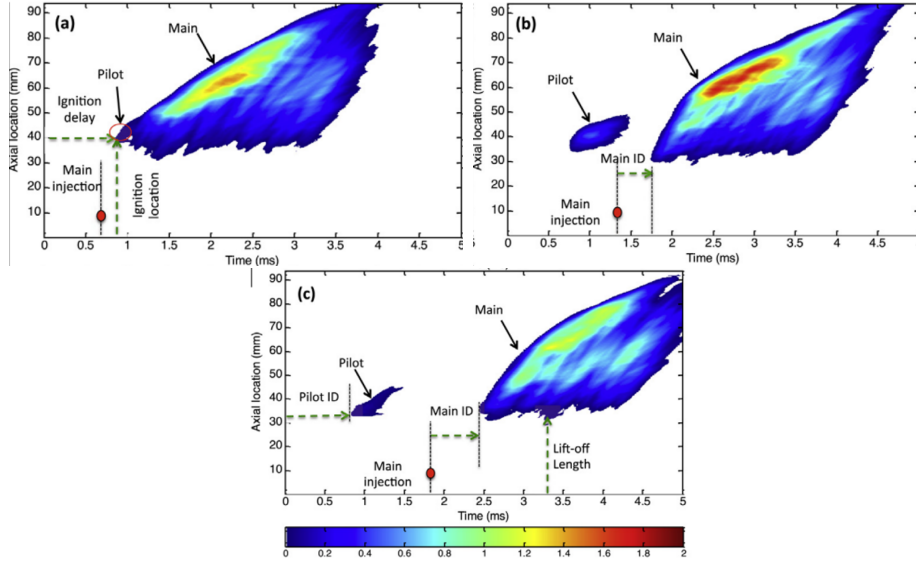 (a)
Main
Pilot
Ignition
delay
Main
injection
Ignition
location
Axial location (mm)
90
80
70
60
50
40
30
20
10
0
0.5
1
1.5
2
2.5
3
3.5
4
4.5
5
Time (ms)
(b)
Main
Pilot
Main ID
Main
injection
Axial location (mm)
90
80
70
60
50
40
30
20
10
0
0.5
1
1.5
2
2.5
3
3.5
4
4.5
5
Time (ms)
(c)
Main
Pilot
Pilot ID
Main ID
Main
injection
Lift-off
Length
Axial location (mm)
90
80
70
60
50
40
30
20
10
0
0.5
1
1.5
2
2.5
3
3.5
4
4.5
5
Time (ms)
0
0.2
0.4
0.6
0.8
1
1.2
1.4
1.6
1.8
2